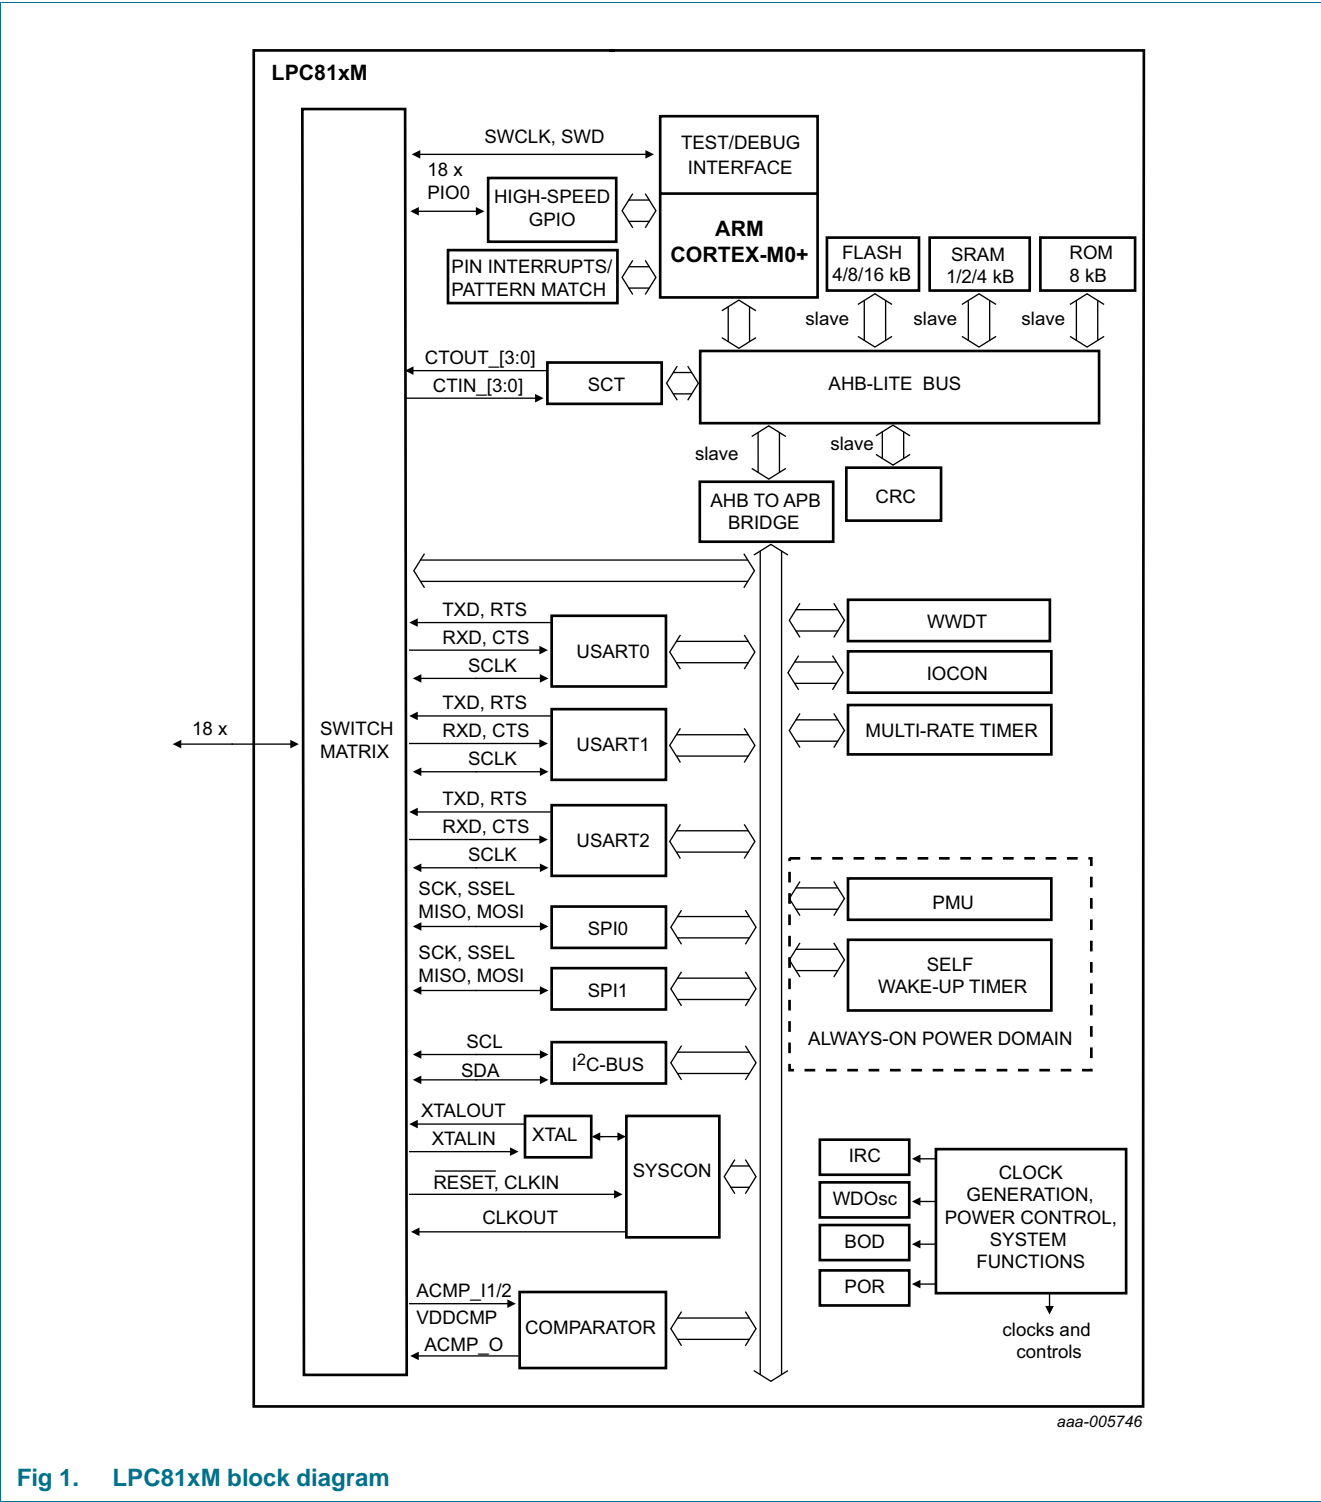 LPC81xM
SWCLK, SWD
TEST/DEBUG
INTERFACE
18 x
PIO0
HIGH-SPEED
GPIO
ARM
CORTEX-M0+
PIN INTERRUPTS/
PATTERN MATCH
FLASH
4/8/16 kB
SRAM
1/2/4 kB
ROM
8 kB
slave
slave
slave
CTOUT_[3:0]
CTIN_[3:0]
SCT
AHB-LITE BUS
slave
slave
AHB TO APB
BRIDGE
CRC
TXD, RTS
RXD, CTS
SCLK
USART0
WWDT
IOCON
TXD, RTS
RXD, CTS
SCLK
USART1
MULTI-RATE TIMER
18 x
SWITCH
MATRIX
TXD, RTS
RXD, CTS
SCLK
USART2
SCK, SSEL
MISO, MOSI
SPI0
PMU
SCK, SSEL
MISO, MOSI
SPI1
SELF
WAKE-UP TIMER
ALWAYS-ON POWER DOMAIN
SCL
SDA
I2C-BUS
XTALOUT
XTALIN
XTAL
SYSCON
RESET, CLKIN
CLKOUT
IRC
WDOsc
BOD
POR
CLOCK
GENERATION,
POWER CONTROL,
SYSTEM
FUNCTIONS
clocks and
controls
ACMP_I1/2
VDDCMP
ACMP_O
COMPARATOR
aaa-005746
Fig 1. LPC81xM block diagram